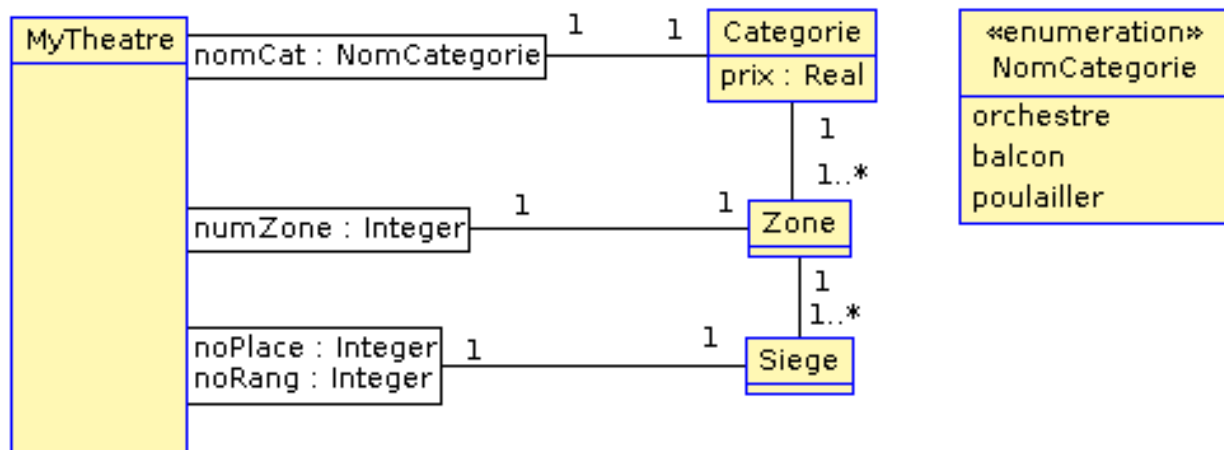 MyTheatre
nomCat : NomCategorie
1
1
Categorie
prix : Real
1
1..*
numZone : Integer
1
1
Zone
1
1..*
noPlace : Integer
noRang : Integer
1
1
Siege
«enumeration»
NomCategorie
orchestre
balcon
poulailler